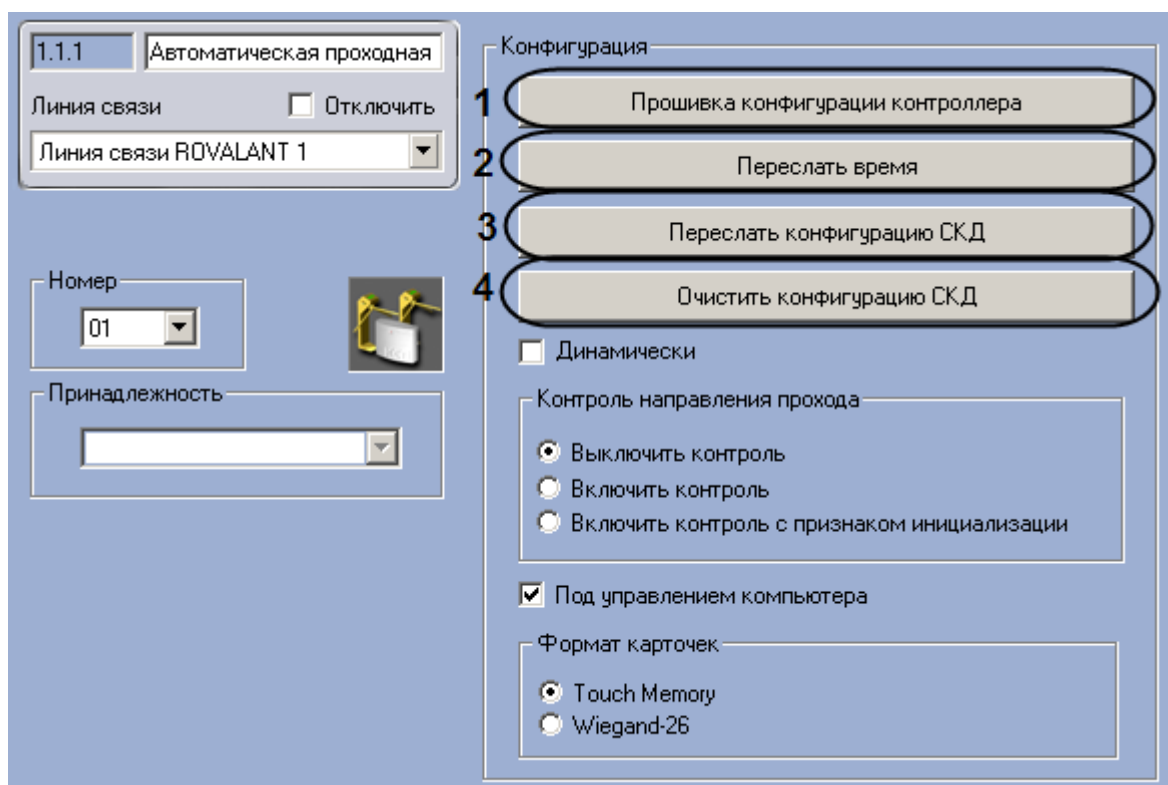 1.1.1 Автоматическая проходная
Линия связи Отключить
Линия связи ROVALANT 1
Номер
01
Принадлежность
Конфигурация
1 Прошивка конфигурации контроллера
2 Переслать время
3 Переслать конфигурацию СКД
4 Очистить конфигурацию СКД
Динамически
Контроль направления прохода
Выключить контроль
Включить контроль
Включить контроль с признаком инициализации
Под управлением компьютера
Формат карточек
Touch Memory
Wiegand-26